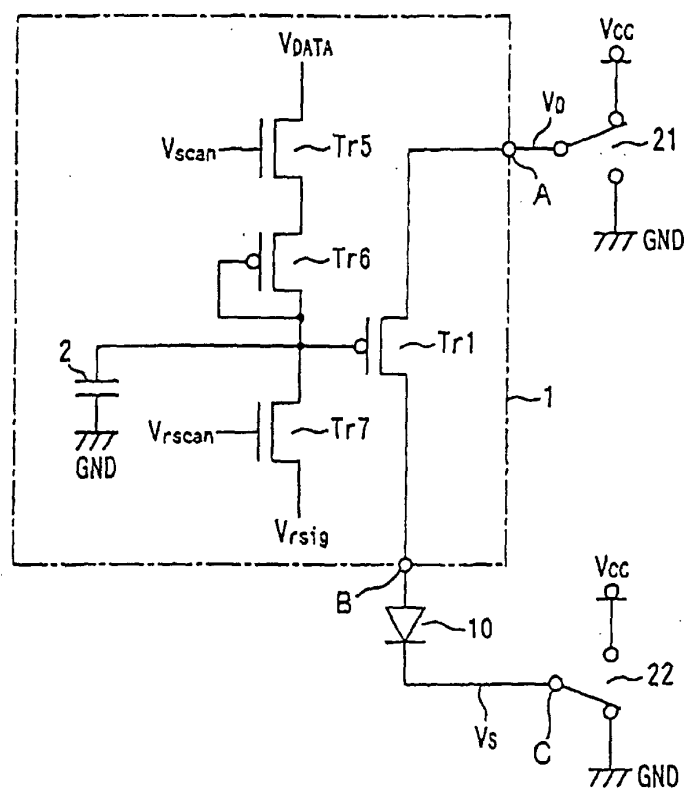 VDATA
Vcc
Vscan
Tr5
VD
21
A
Tr6
GND
2
Tr1
Vrscan
Tr7
1
GND
Vrsig
B
Vcc
10
22
Vs
C
GND